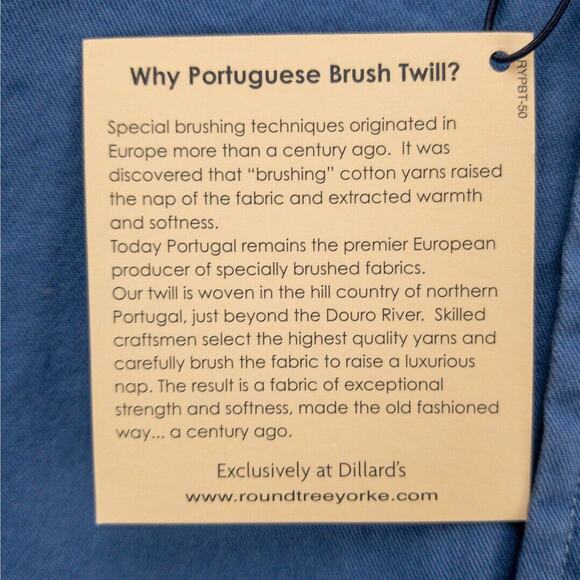 Why Portuguese Brush Twill?
RYPBT-50
Special brushing techniques originated in
Europe more than a century ago. It was
discovered that “brushing” cotton yarns raised
the nap of the fabric and extracted warmth
and softness.
Today Portugal remains the premier European
producer of specially brushed fabrics.
Our twill is woven in the hill country of northern
Portugal, just beyond the Douro River. Skilled
craftsmen select the highest quality yarns and
carefully brush the fabric to raise a luxurious
nap. The result is a fabric of exceptional
strength and softness, made the old fashioned
way... a century ago.
Exclusively at Dillard's
www.roundtreeyorke.com